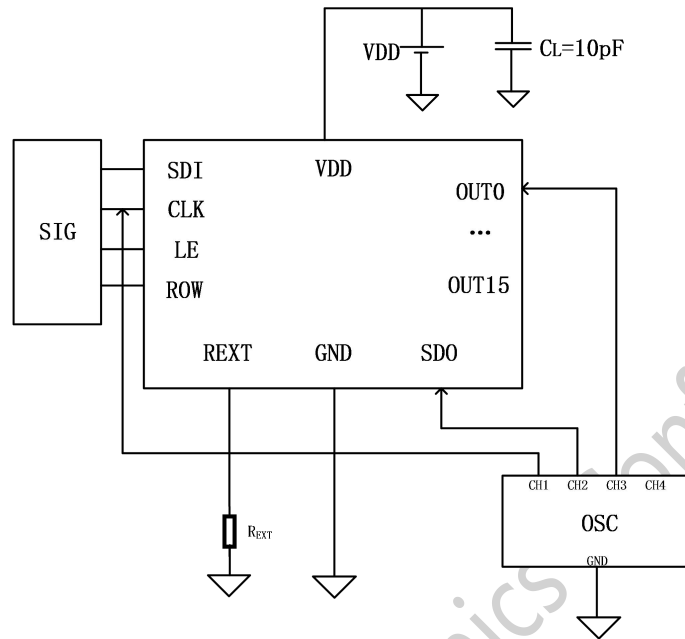 VDD
CL=10pF
SDI
VDD
CLK
OUT0
SIG
...
LE
ROW
OUT15
REXT
GND
SDO
CH1 CH2 CH3 CH4
OSC
REXT
GND